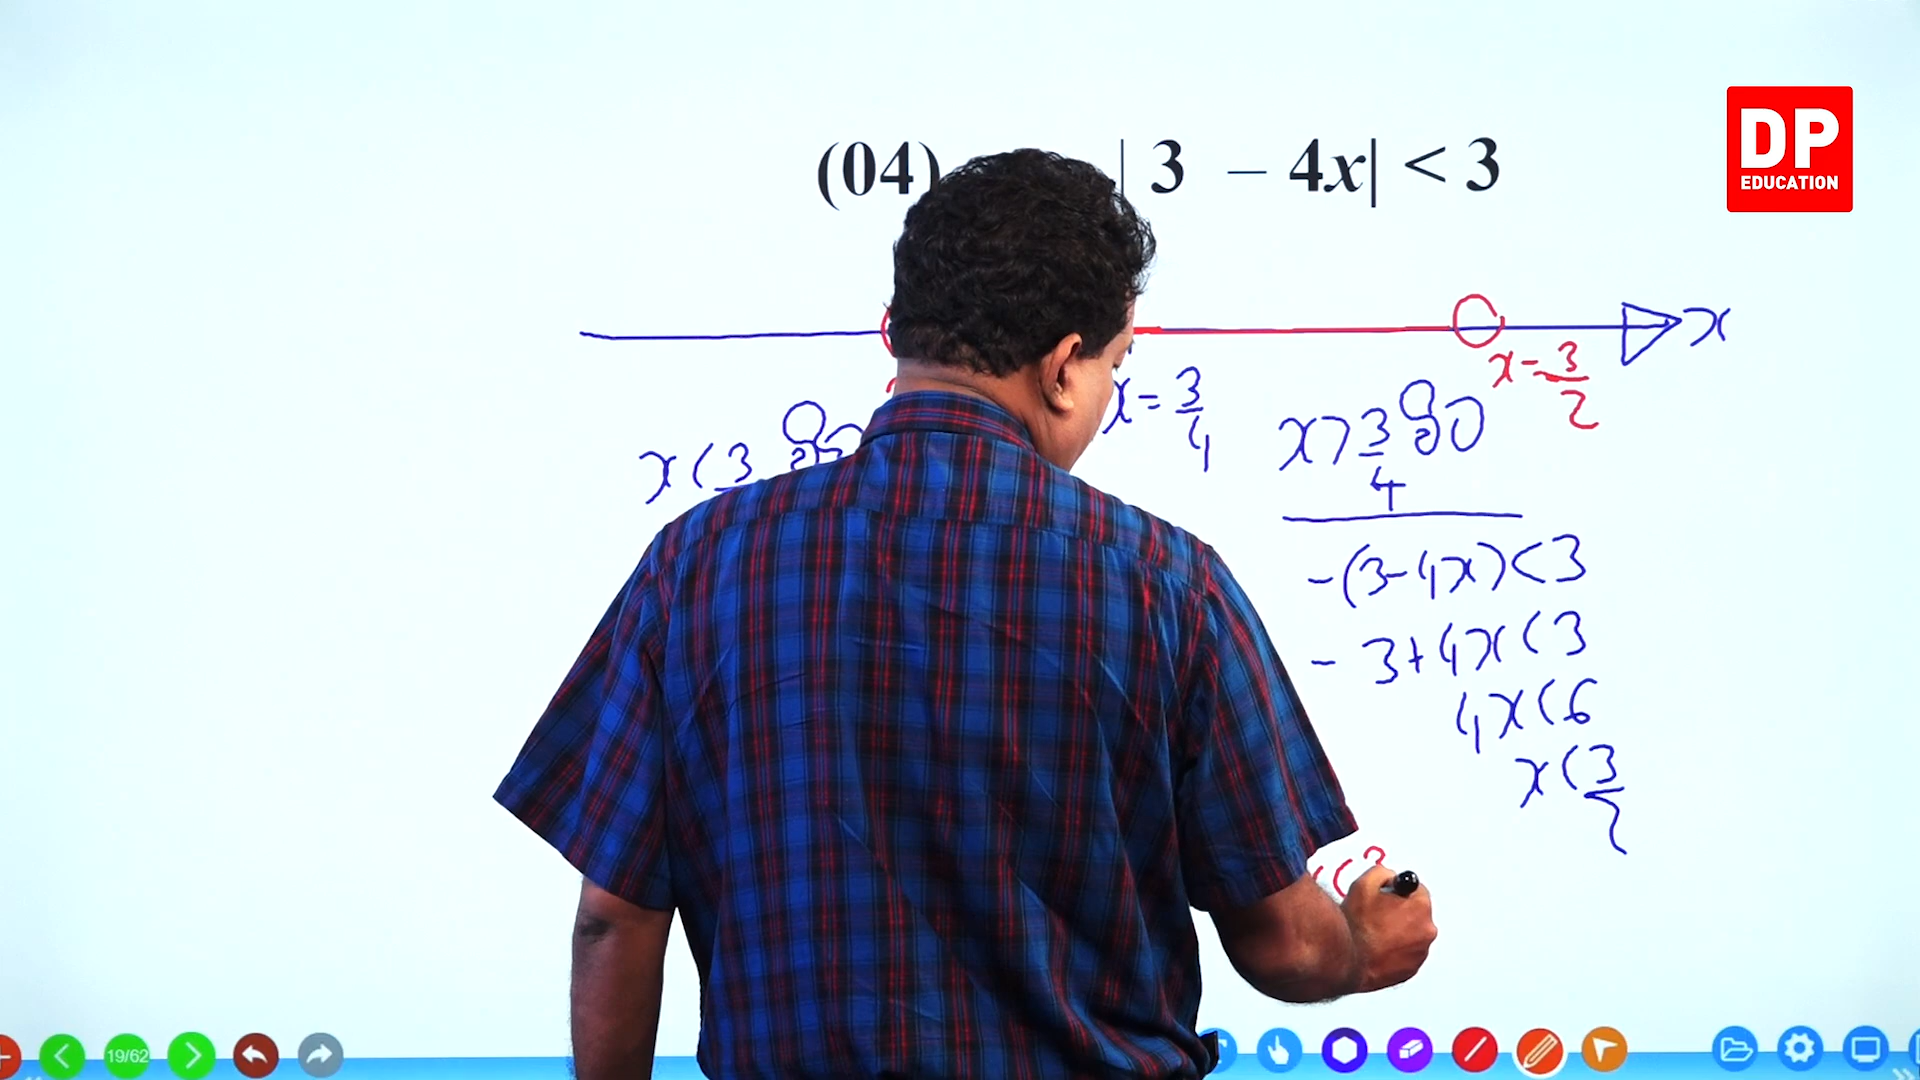 DP
EDUCATION
(04) | 3 – 4x| < 3
x
x = 3/4
x = 3/2
x < 3
x > 3/4
-(3-4x) < 3
- 3+4x < 3
4x < 6
x < 3/2
< 3
19/62